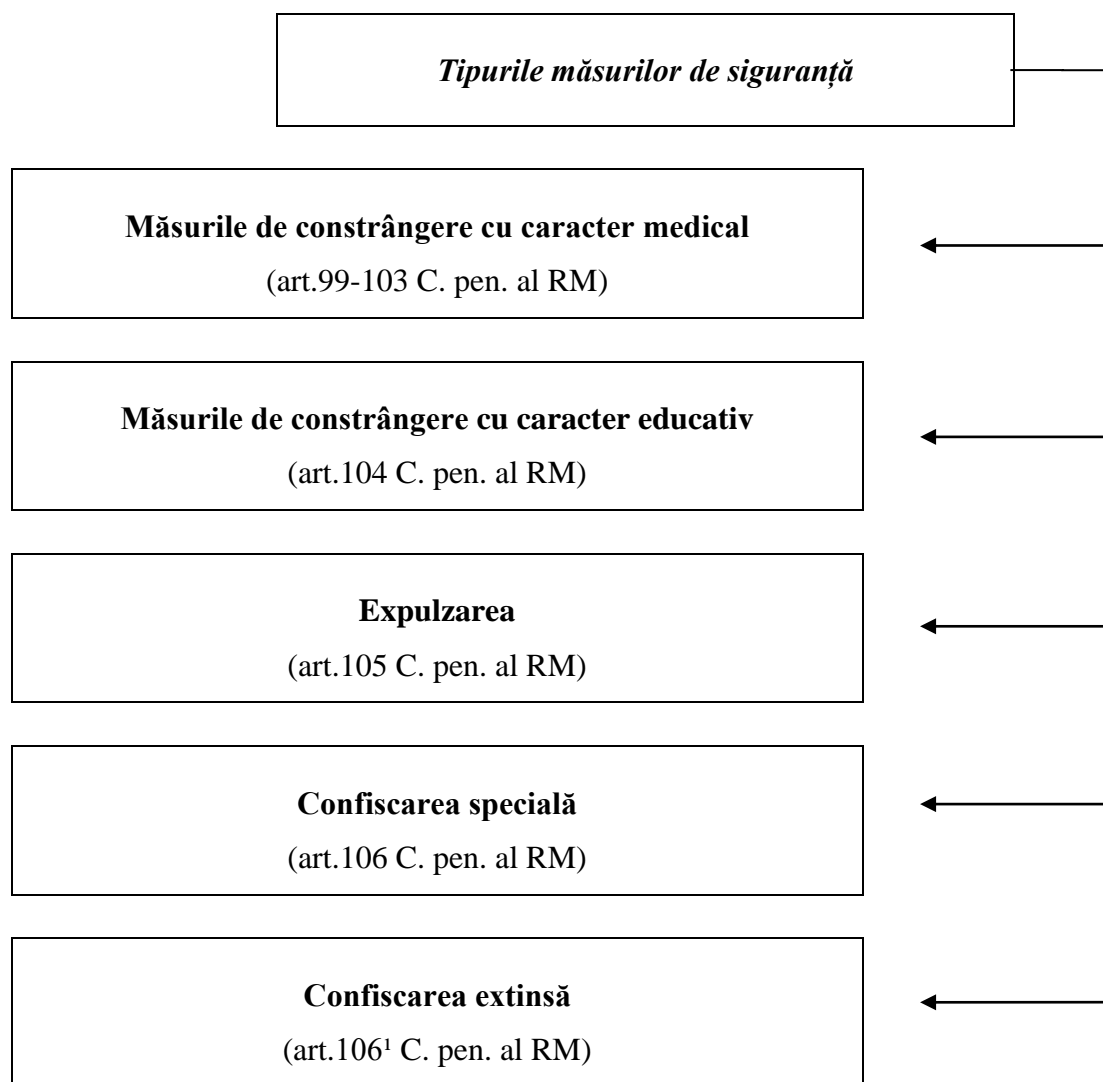 Tipurile măsurilor de siguranță
Măsurile de constrângere cu caracter medical
(art.99-103 C. pen. al RM)
Măsurile de constrângere cu caracter educativ
(art.104 C. pen. al RM)
Expulzarea
(art.105 C. pen. al RM)
Confiscarea specială
(art.106 C. pen. al RM)
Confiscarea extinsă
(art.106¹ C. pen. al RM)